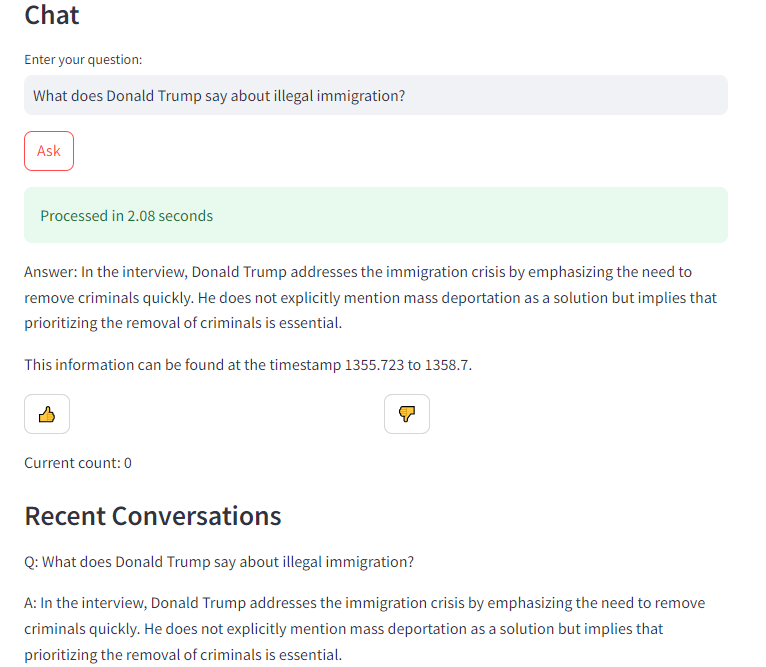 Chat
Enter your question:
What does Donald Trump say about illegal immigration?
Ask
Processed in 2.08 seconds
Answer: In the interview, Donald Trump addresses the immigration crisis by emphasizing the need to
remove criminals quickly. He does not explicitly mention mass deportation as a solution but implies that
prioritizing the removal of criminals is essential.
This information can be found at the timestamp 1355.723 to 1358.7.
Current count: 0
Recent Conversations
Q: What does Donald Trump say about illegal immigration?
A: In the interview, Donald Trump addresses the immigration crisis by emphasizing the need to remove
criminals quickly. He does not explicitly mention mass deportation as a solution but implies that
prioritizing the removal of criminals is essential.